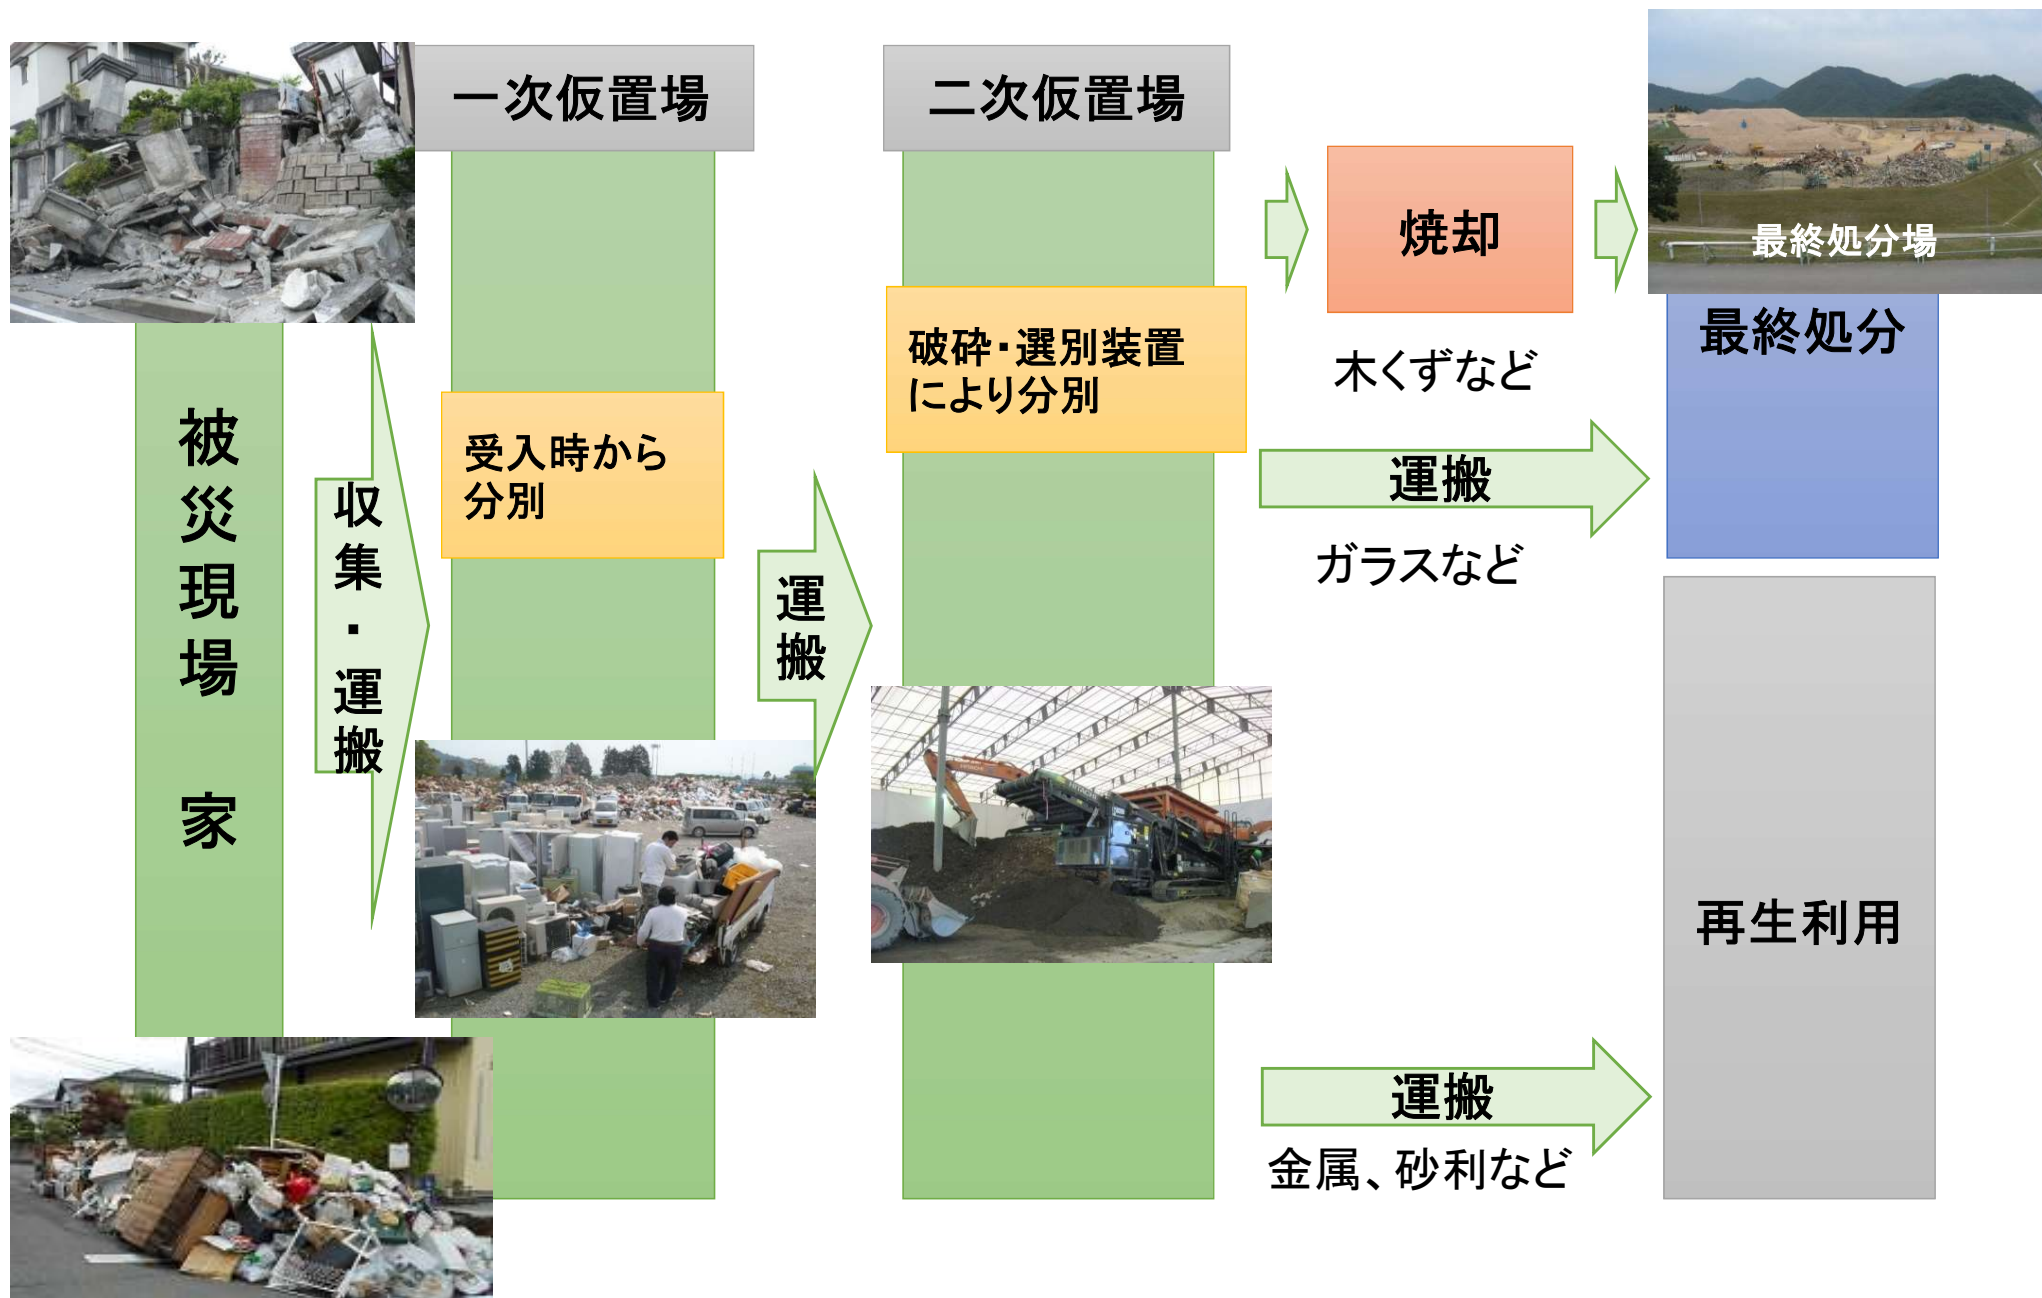 一次仮置場
二次仮置場
焼却
最終処分場
最終処分
破砕・選別装置
により分別
木くずなど
被災現場 家
収集・運搬
受入時から
分別
運搬
運搬
ガラスなど
再生利用
運搬
金属、砂利など
HITACHI